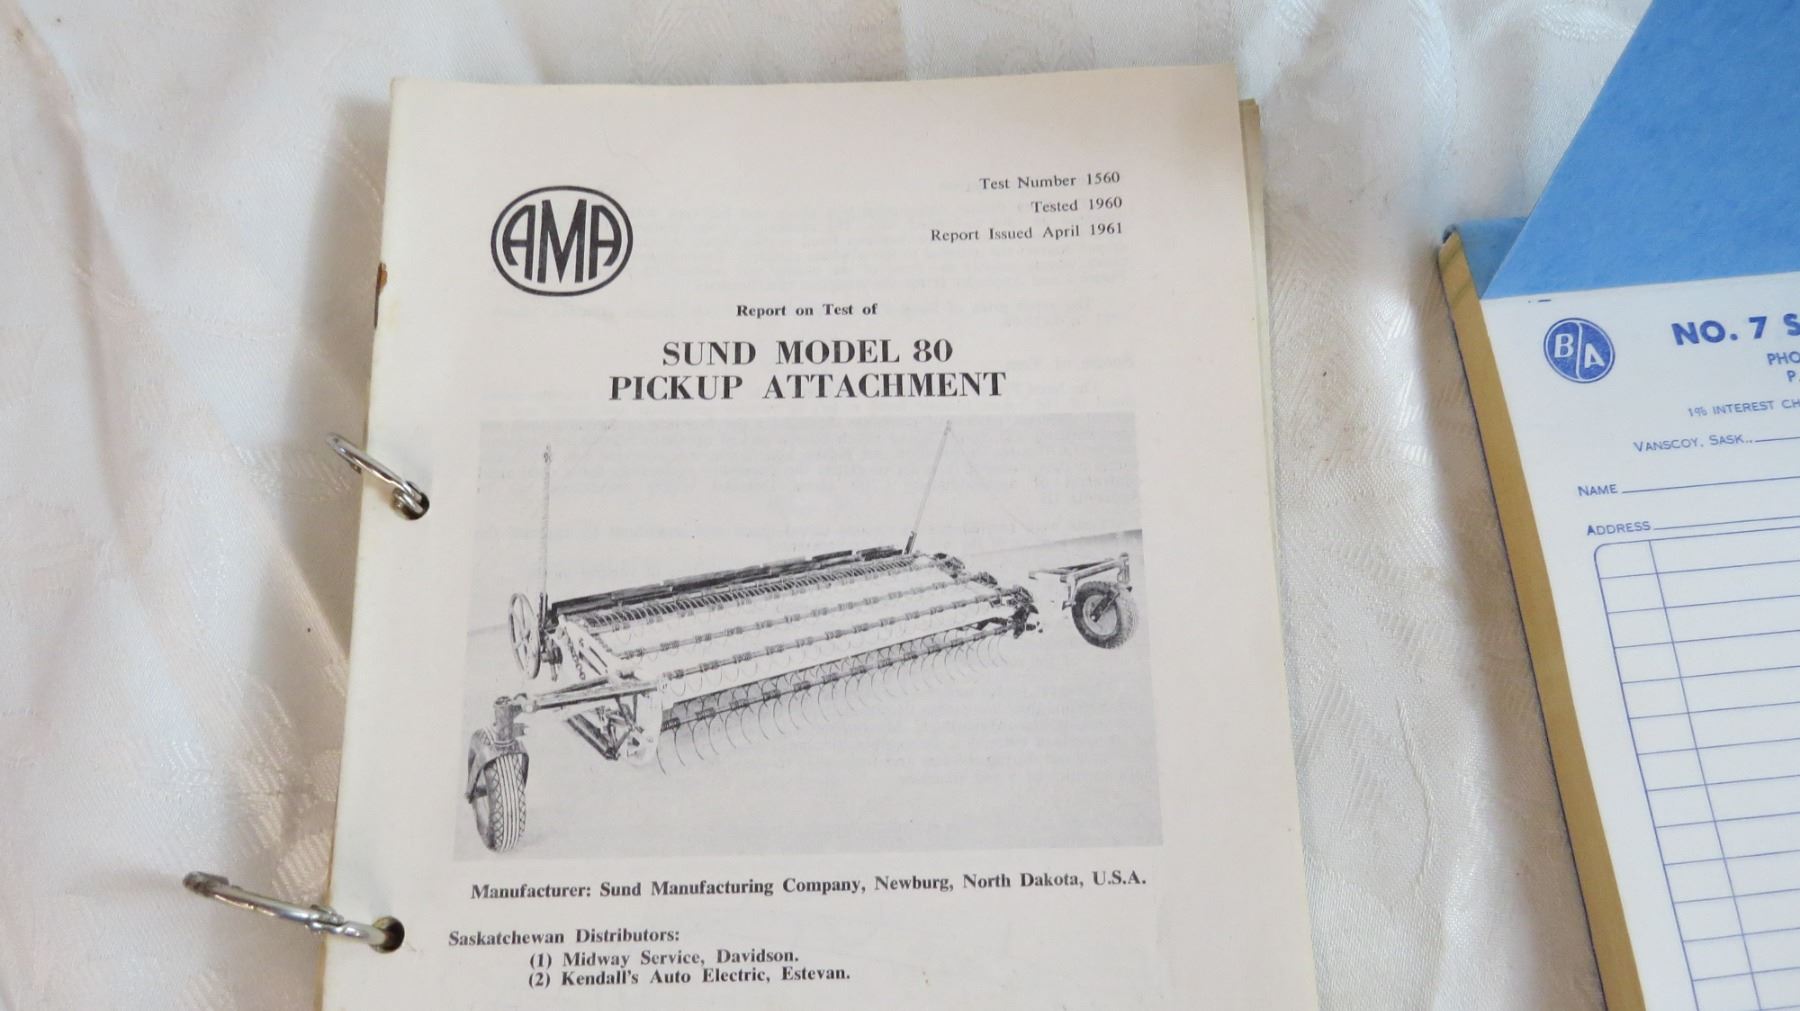 AMA
Test Number 1560
Tested 1960
Report Issued April 1961
Report on Test of
SUND MODEL 80
PICKUP ATTACHMENT
Manufacturer: Sund Manufacturing Company, Newburg, North Dakota, U.S.A.
Saskatchewan Distributors:
(1) Midway Service, Davidson.
(2) Kendall's Auto Electric, Estevan.
BA
NO. 7 S
PHO
P.
1% INTEREST CH
VANSCOY, SASK.
NAME
ADDRESS